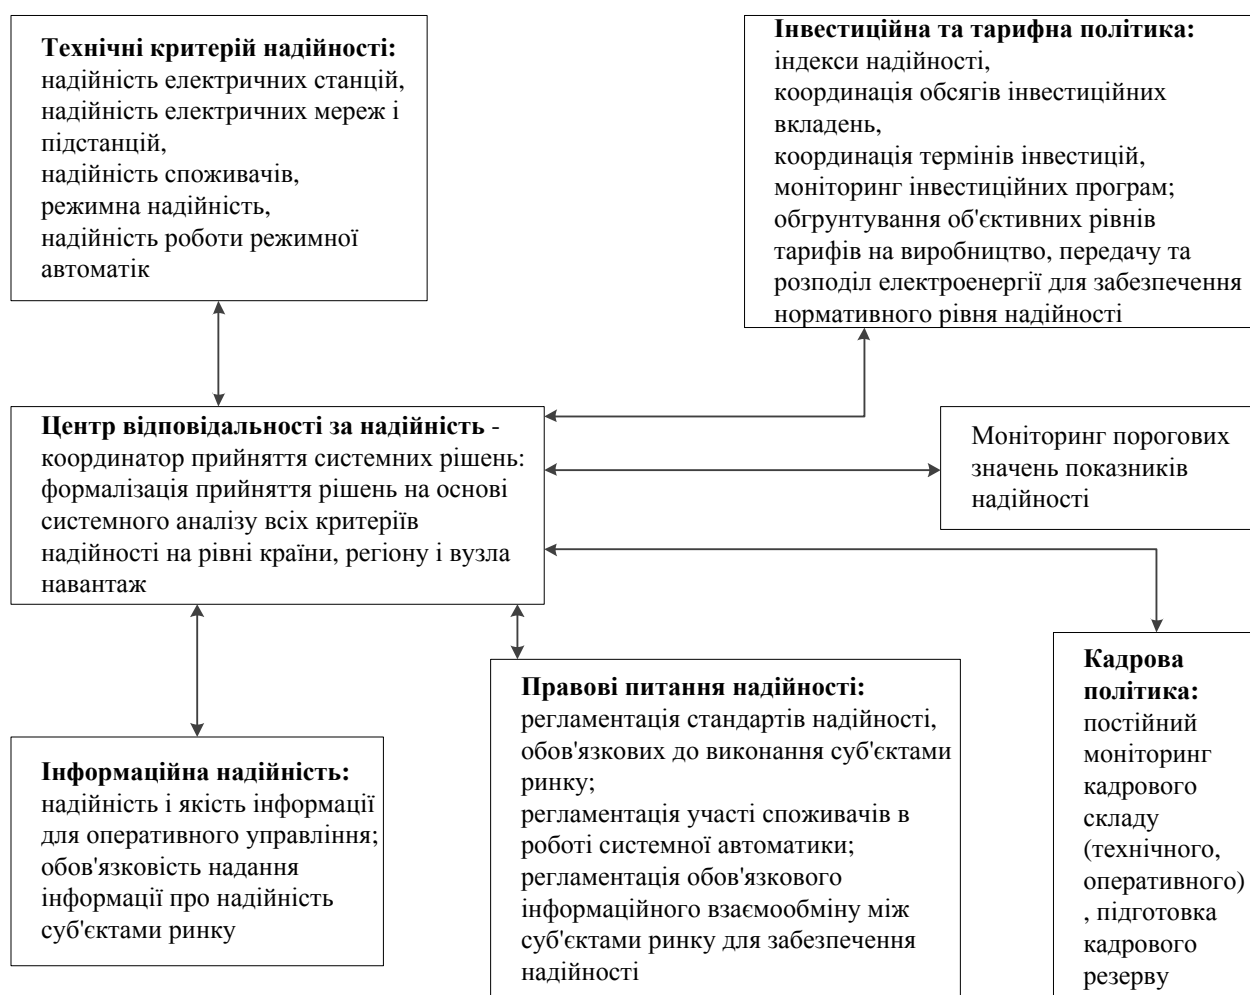 Технічні критерій надійності:
надійність електричних станцій,
надійність електричних мереж і
підстанцій,
надійність споживачів,
режимна надійність,
надійність роботи режимної
автоматік
Інвестиційна та тарифна політика:
індекси надійності,
координація обсягів інвестиційних
вкладень,
координація термінів інвестицій,
моніторинг інвестиційних програм;
обгрунтування об'єктивних рівнів
тарифів на виробництво, передачу та
розподіл електроенергії для забезпечення
нормативного рівня надійності
Центр відповідальності за надійність -
координатор прийняття системних рішень:
формалізація прийняття рішень на основі
системного аналізу всіх критеріїв
надійності на рівні країни, регіону і вузла
навантаж
Моніторинг порогових
значень показників
надійності
Інформаційна надійність:
надійність і якість інформації
для оперативного управління;
обов'язковість надання
інформації про надійність
суб'єктами ринку
Правові питання надійності:
регламентація стандартів надійності,
обов'язкових до виконання суб'єктами
ринку;
регламентація участі споживачів в
роботі системної автоматики;
регламентація обов'язкового
інформаційного взаємообміну між
суб'єктами ринку для забезпечення
надійності
Кадрова
політика:
постійний
моніторинг
кадрового
складу
(технічного,
оперативного)
, підготовка
кадрового
резерву